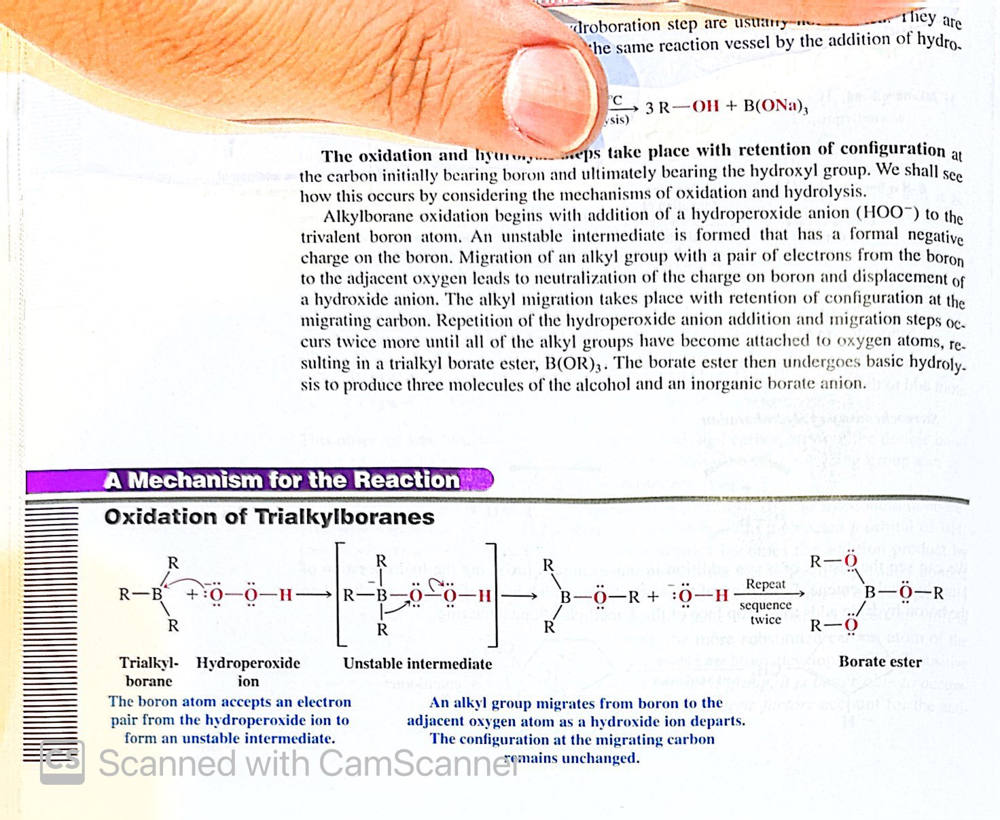 droboration step are usually They are
the same reaction vessel by the addition of hydro-
°C
3 R—OH + B(ONa)₃
sis)
The oxidation and steps take place with retention of configuration at
the carbon initially bearing boron and ultimately bearing the hydroxyl group. We shall see
how this occurs by considering the mechanisms of oxidation and hydrolysis.
Alkylborane oxidation begins with addition of a hydroperoxide anion (HOO⁻) to the
trivalent boron atom. An unstable intermediate is formed that has a formal negative
charge on the boron. Migration of an alkyl group with a pair of electrons from the boron
to the adjacent oxygen leads to neutralization of the charge on boron and displacement of
a hydroxide anion. The alkyl migration takes place with retention of configuration at the
migrating carbon. Repetition of the hydroperoxide anion addition and migration steps oc-
curs twice more until all of the alkyl groups have become attached to oxygen atoms, re-
sulting in a trialkyl borate ester, B(OR)₃. The borate ester then undergoes basic hydroly-
sis to produce three molecules of the alcohol and an inorganic borate anion.
A Mechanism for the Reaction
Oxidation of Trialkylboranes
R R R R—O
R—B + :O—O—H → [R—B—O—O—H] → B—O—R + :O—H Repeat sequence twice → B—O—R
R R R R—O
Trialkyl- Hydroperoxide Unstable intermediate Borate ester
borane ion
The boron atom accepts an electron
pair from the hydroperoxide ion to
form an unstable intermediate.
An alkyl group migrates from boron to the
adjacent oxygen atom as a hydroxide ion departs.
The configuration at the migrating carbon
remains unchanged.
CS Scanned with CamScanner